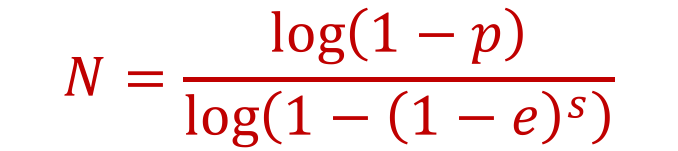 N = log(1 − p) / log(1 − (1 − e)^s)